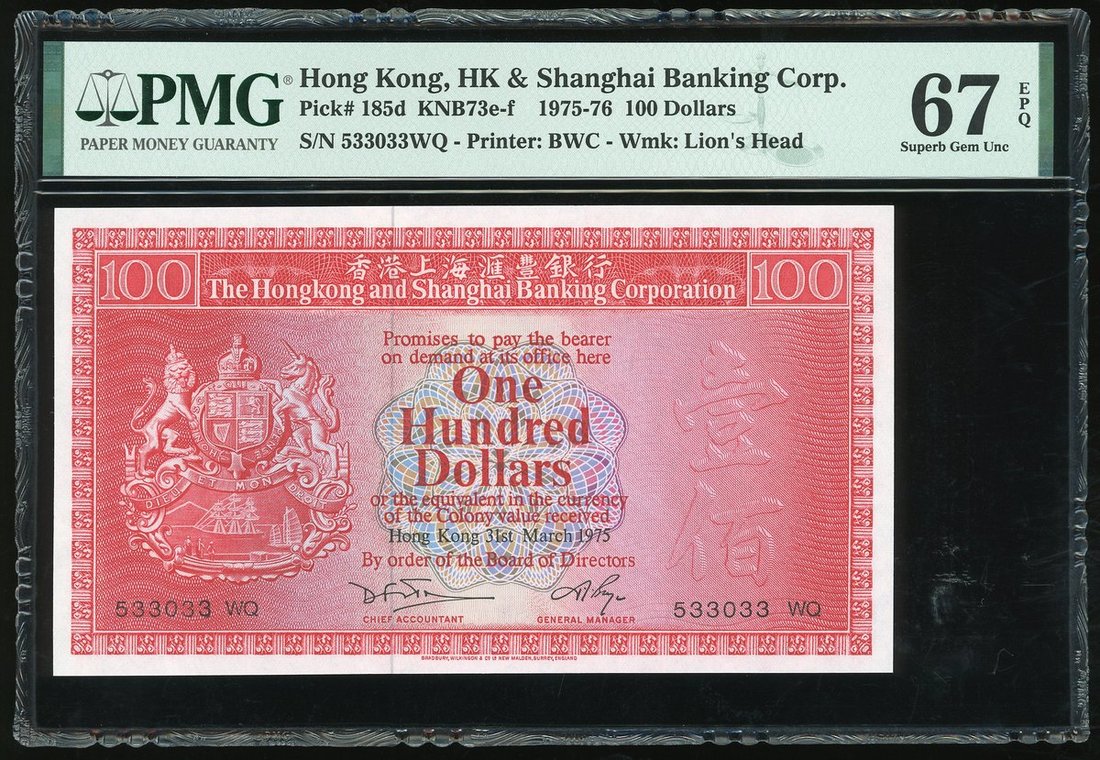 PMG®
PAPER MONEY GUARANTY
Hong Kong, HK & Shanghai Banking Corp.
Pick# 185d KNB73e-f 1975-76 100 Dollars
S/N 533033WQ - Printer: BWC - Wmk: Lion's Head
67 EPQ
Superb Gem Unc
100 香港上海滙豐銀行 100
The Hongkong and Shanghai Banking Corporation
Promises to pay the bearer
on demand at its office here
One
Hundred
Dollars
or the equivalent in the currency
of the Colony value received
Hong Kong 31st March 1975
By order of the Board of Directors
壹
佰
DIEU ET MON DROIT
533033 WQ
CHIEF ACCOUNTANT
GENERAL MANAGER
533033 WQ
BRADBURY, WILKINSON & Co Ld NEW MALDEN, SURREY, ENGLAND